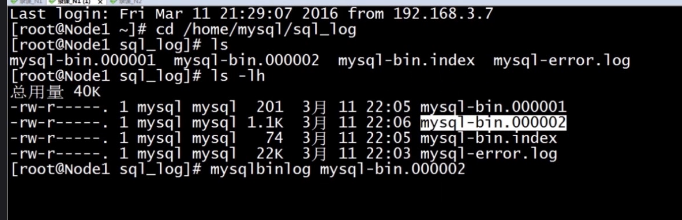 Last login: Fri Mar 11 21:29:07 2016 from 192.168.3.7
[root@Node1 ~]# cd /home/mysql/sql_log
[root@Node1 sql_log]# ls
mysql-bin.000001  mysql-bin.000002  mysql-bin.index  mysql-error.log
[root@Node1 sql_log]# ls -lh
总用量 40K
-rw-r-----. 1 mysql mysql  201  3月  11 22:05 mysql-bin.000001
-rw-r-----. 1 mysql mysql 1.1K  3月  11 22:06 mysql-bin.000002
-rw-r-----. 1 mysql mysql   74  3月  11 22:05 mysql-bin.index
-rw-r-----. 1 mysql mysql  22K  3月  11 22:03 mysql-error.log
[root@Node1 sql_log]# mysqlbinlog mysql-bin.000002